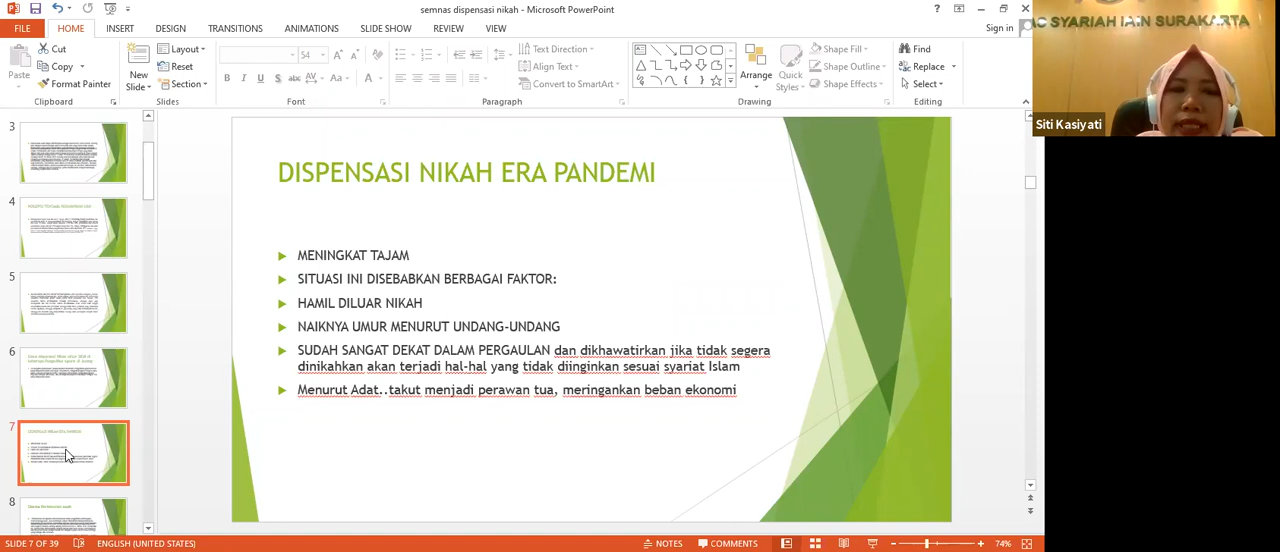 semnas dispensasi nikah - Microsoft PowerPoint
FILE HOME INSERT DESIGN TRANSITIONS ANIMATIONS SLIDE SHOW REVIEW VIEW Sign in
Paste
Cut
Copy
Format Painter
Clipboard
New
Slide
Layout
Reset
Section
Slides
54
Font
Text Direction
Align Text
Convert to SmartArt
Paragraph
Arrange
Quick
Styles
Shape Fill
Shape Outline
Shape Effects
Drawing
Find
Replace
Select
Editing
SYARIAH IAIN SURAKARTA
Siti Kasiyati
3
4
5
6
7
8
DISPENSASI NIKAH ERA PANDEMI
MENINGKAT TAJAM
SITUASI INI DISEBABKAN BERBAGAI FAKTOR:
HAMIL DILUAR NIKAH
NAIKNYA UMUR MENURUT UNDANG-UNDANG
SUDAH SANGAT DEKAT DALAM PERGAULAN dan dikhawatirkan jika tidak segera
dinikahkan akan terjadi hal-hal yang tidak diinginkan sesuai syariat Islam
Menurut Adat..takut menjadi perawan tua, meringankan beban ekonomi
SLIDE 7 OF 39 ENGLISH (UNITED STATES) NOTES COMMENTS 74%